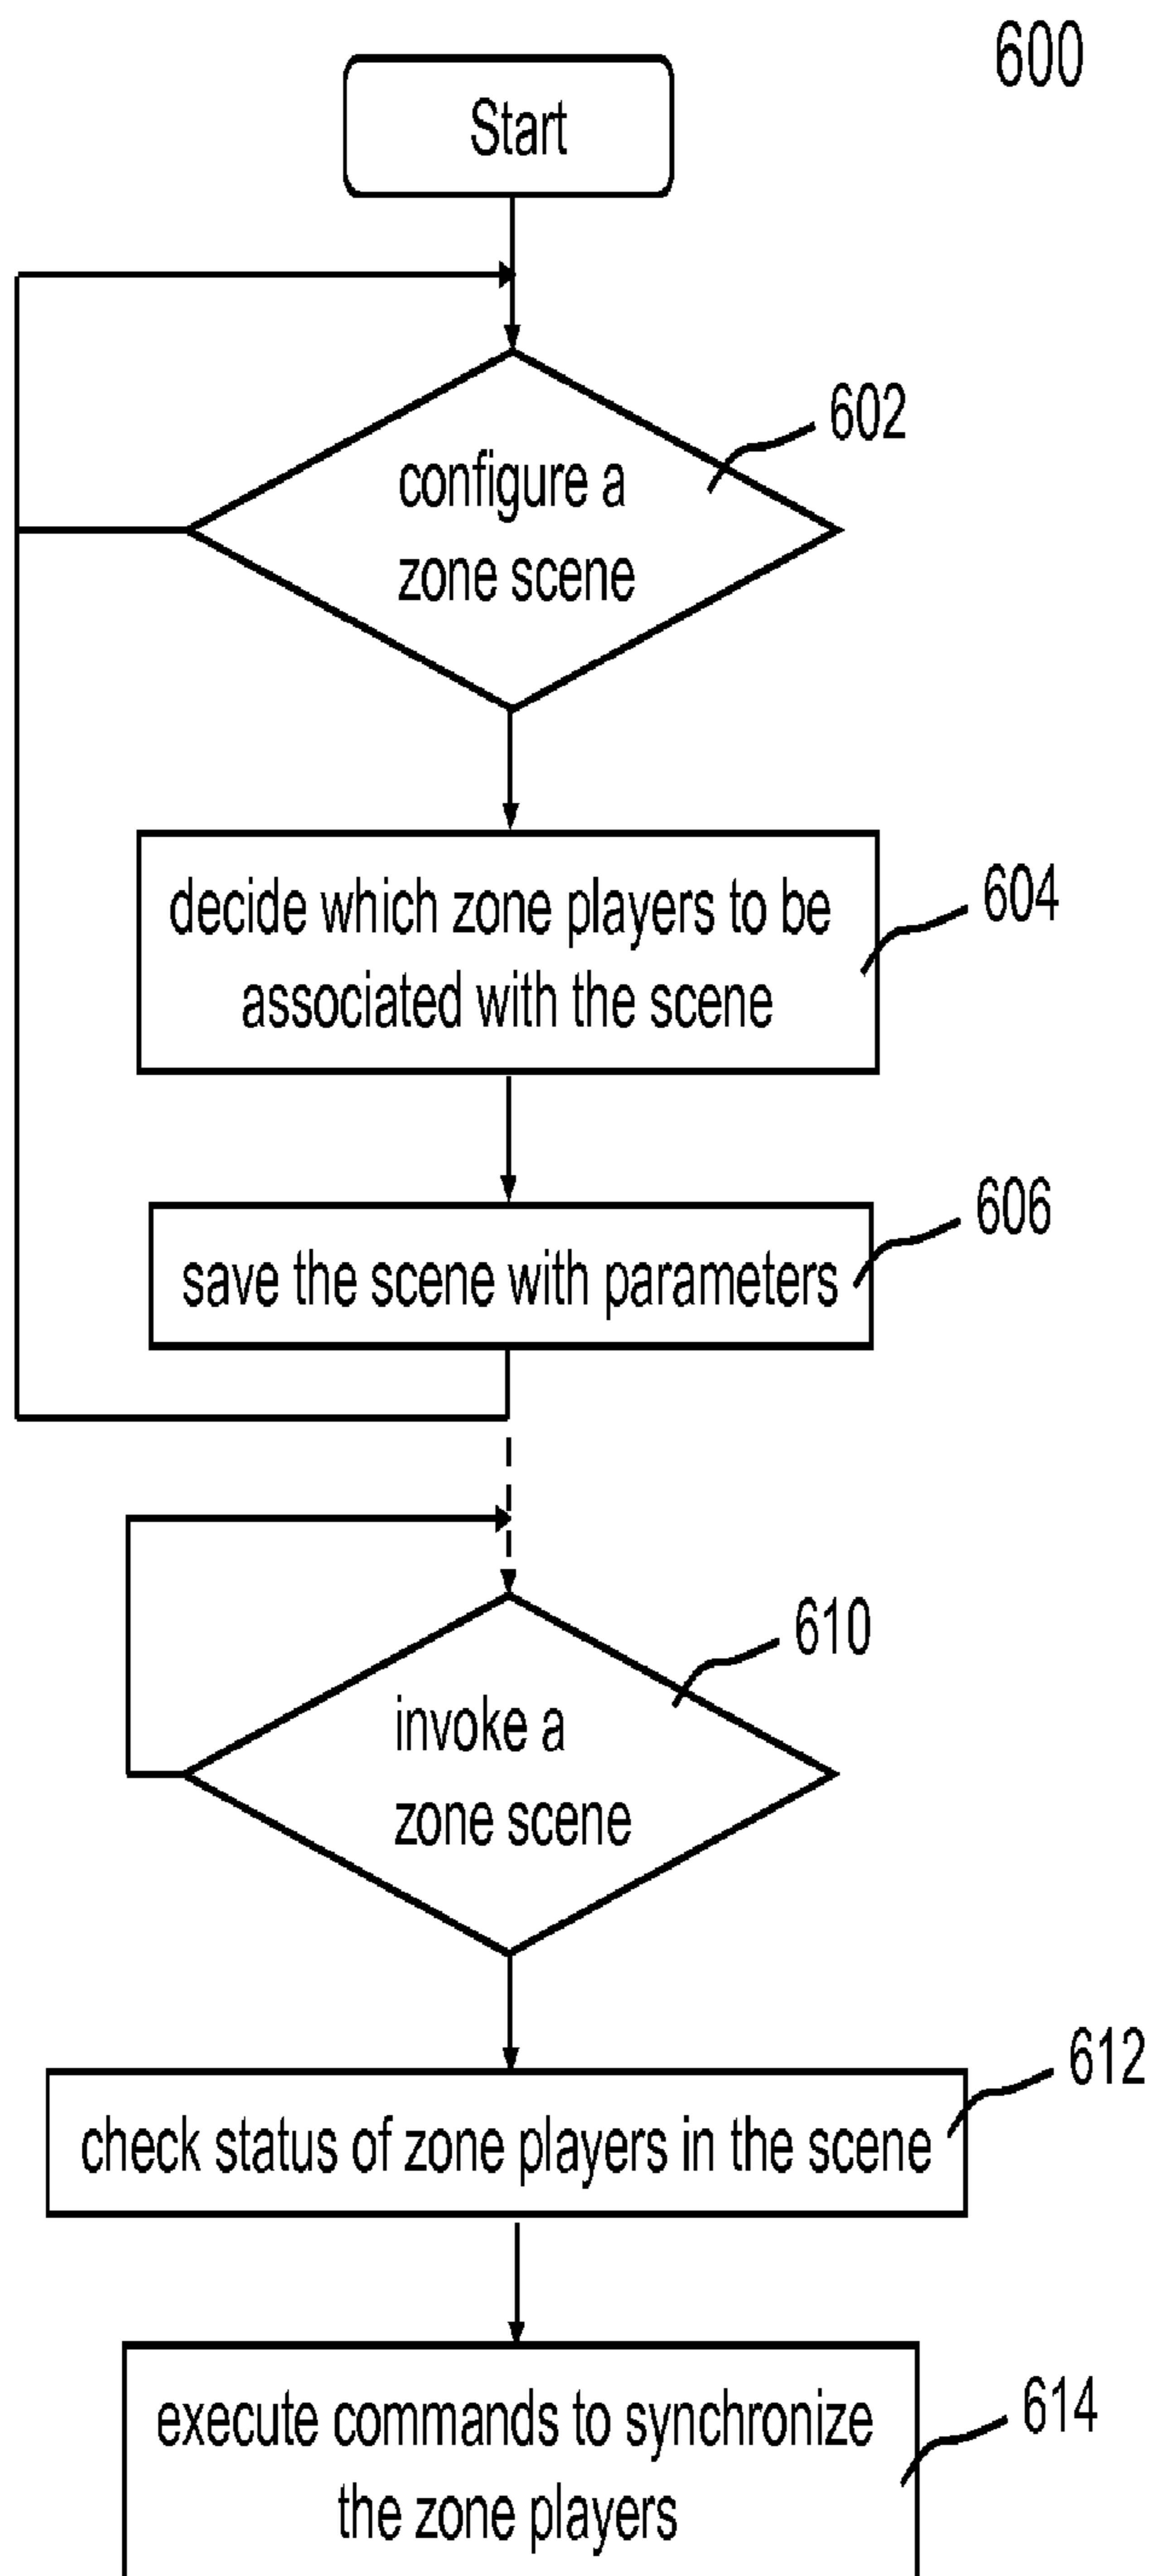 600
Start
602
configure a
zone scene
604
decide which zone players to be
associated with the scene
606
save the scene with parameters
610
invoke a
zone scene
612
check status of zone players in the scene
614
execute commands to synchronize
the zone players